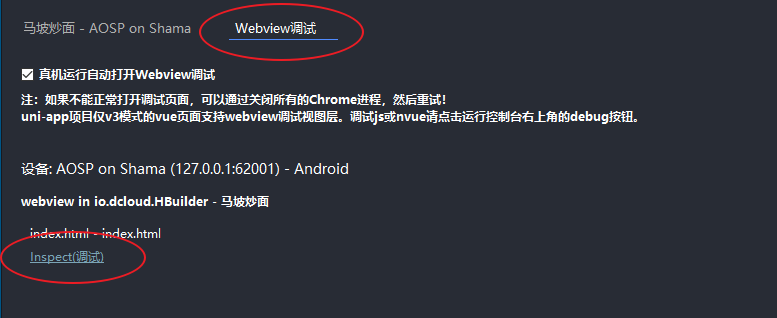 马坡炒面 - AOSP on Shama
Webview调试
真机运行自动打开Webview调试
注：如果不能正常打开调试页面，可以通过关闭所有的Chrome进程，然后重试！
uni-app项目仅v3模式的vue页面支持webview调试视图层。调试js或nvue请点击运行控制台右上角的debug按钮。
设备: AOSP on Shama (127.0.0.1:62001) - Android
webview in io.dcloud.HBuilder - 马坡炒面
index.html - index.html
Inspect(调试)